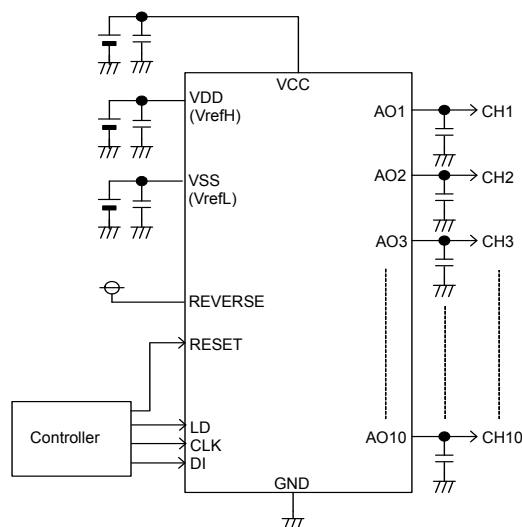 VCC
VDD
(VrefH)
AO1
CH1
VSS
(VrefL)
AO2
CH2
AO3
CH3
REVERSE
RESET
Controller
LD
CLK
DI
AO10
CH10
GND